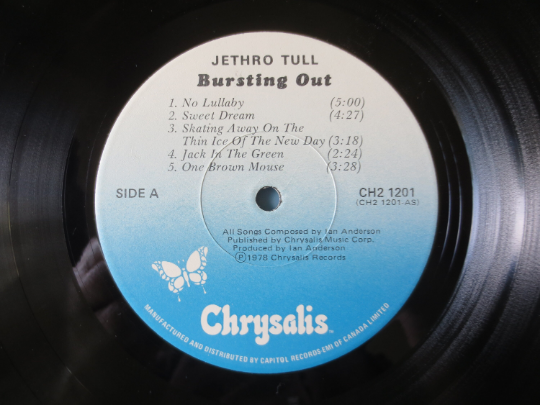 JETHRO TULL
Bursting Out
1. No Lullaby (5:00)
2. Sweet Dream (4:27)
3. Skating Away On The
Thin Ice Of The New Day (3:18)
4. Jack In The Green (2:24)
5. One Brown Mouse (3:28)
SIDE A
CH2 1201
(CH2 1201-AS)
All Songs Composed by Ian Anderson
Published by Chrysalis Music Corp.
Produced by Ian Anderson
Ⓟ 1978 Chrysalis Records
Chrysalis™
MANUFACTURED AND DISTRIBUTED BY CAPITOL RECORDS-EMI OF CANADA LIMITED